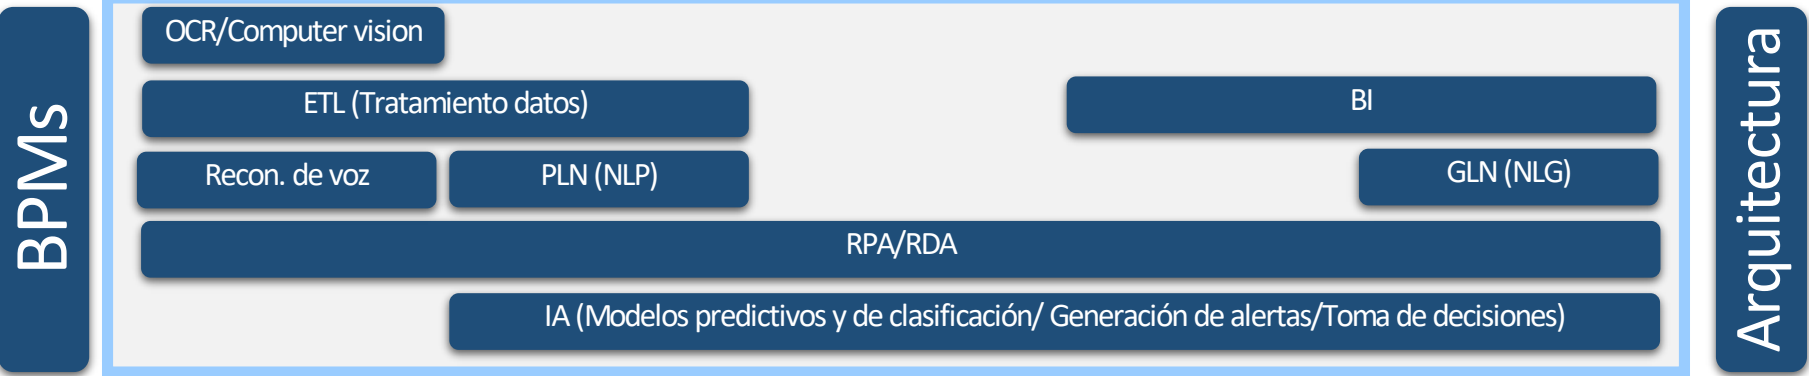 BPMs
OCR/Computer vision
ETL (Tratamiento datos)
BI
Recon. de voz
PLN (NLP)
GLN (NLG)
RPA/RDA
IA (Modelos predictivos y de clasificación/ Generación de alertas/Toma de decisiones)
Arquitectura